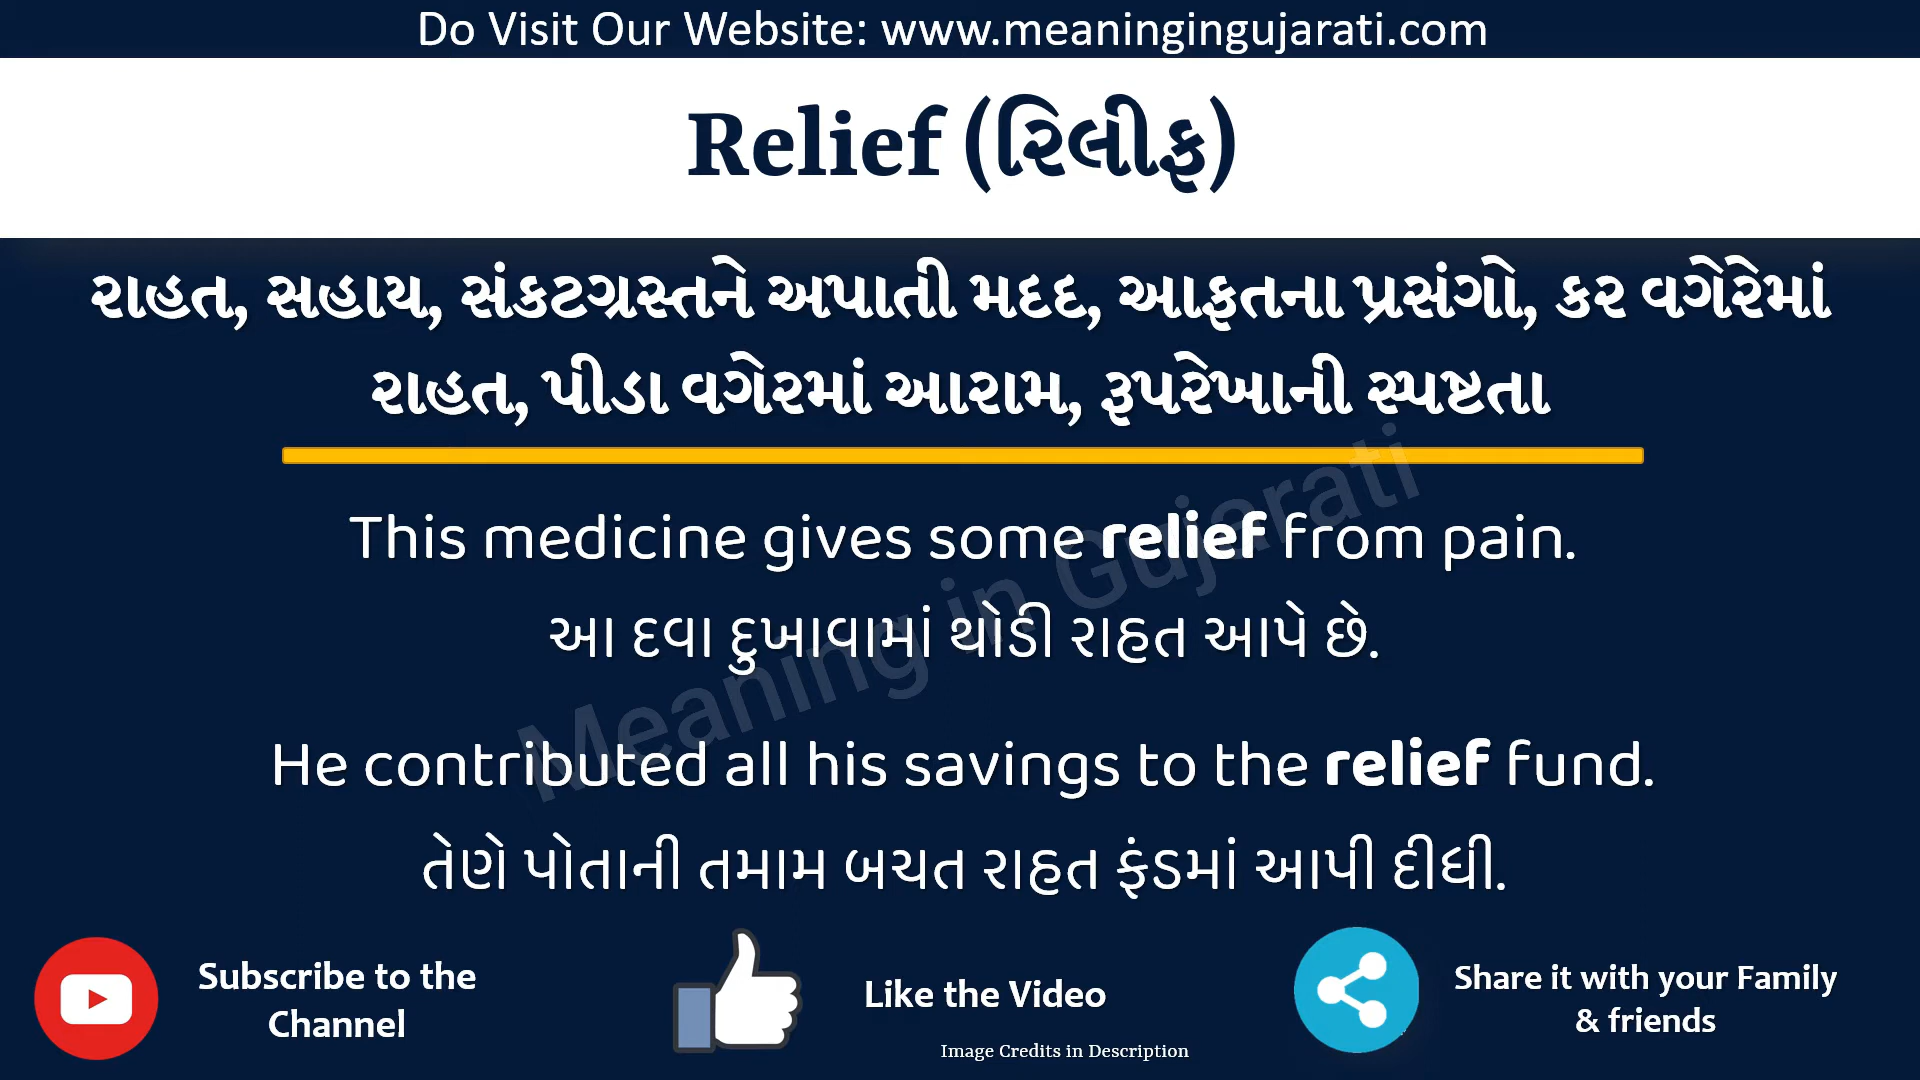 Do Visit Our Website: www.meaningingujarati.com
Relief (રિલીફ)
રાહત, સહાય, સંકટગ્રસ્તને અપાતી મદદ, આફતના પ્રસંગો, કર વગેરેમાં
રાહત, પીડા વગેરમાં આરામ, રૂપરેખાની સ્પષ્ટતા
This medicine gives some relief from pain.
આ દવા દુખાવામાં થોડી રાહત આપે છે.
Meaning in Gujarati
He contributed all his savings to the relief fund.
તેણે પોતાની તમામ બચત રાહત ફંડમાં આપી દીધી.
Subscribe to the
Channel
Like the Video
Share it with your Family
& friends
Image Credits in Description